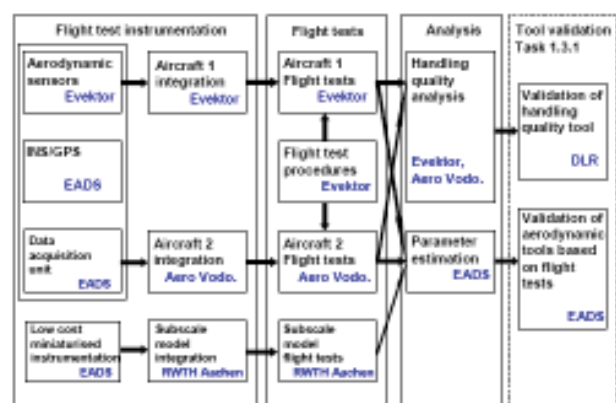 Flight test instrumentation
Flight tests
Analysis
Tool validation
Task 1.3.1
Aerodynamic
sensors
Evektor
Aircraft 1
integration
Evektor
Aircraft 1
Flight tests
Evektor
Handling
quality
analysis
Evektor,
Aero Vodo.
Validation of
handling
quality tool
DLR
INS/GPS
EADS
Flight test
procedures
Evektor
Data
acquisition
unit
EADS
Aircraft 2
integration
Aero Vodo.
Aircraft 2
Flight tests
Aero Vodo.
Parameter
estimation
EADS
Validation of
aerodynamic
tools based
on flight
tests
EADS
Low cost
miniaturised
instrumentation
EADS
Subscale
model
integration
RWTH Aachen
Subscale
model
flight tests
RWTH Aachen